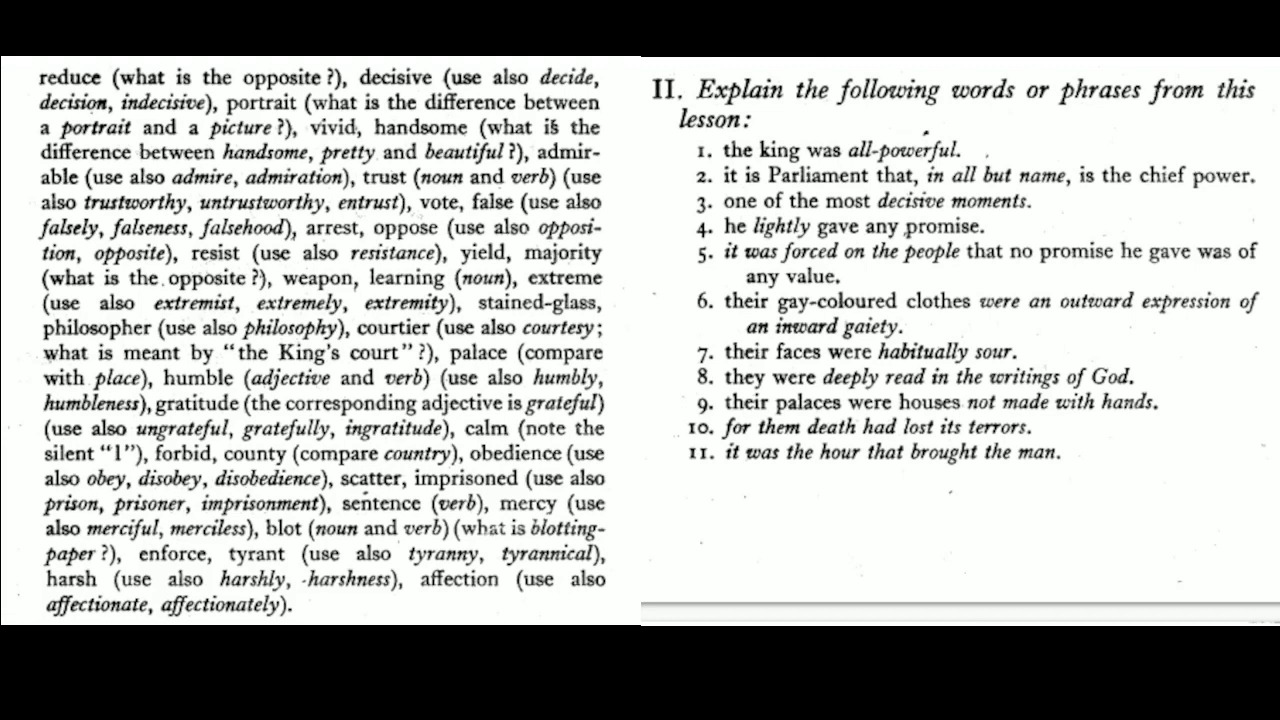 reduce (what is the opposite ?), decisive (use also decide,
decision, indecisive), portrait (what is the difference between
a portrait and a picture ?), vivid, handsome (what is the
difference between handsome, pretty and beautiful ?), admir-
able (use also admire, admiration), trust (noun and verb) (use
also trustworthy, untrustworthy, entrust), vote, false (use also
falsely, falseness, falsehood), arrest, oppose (use also opposi-
tion, opposite), resist (use also resistance), yield, majority
(what is the opposite ?), weapon, learning (noun), extreme
(use also extremist, extremely, extremity), stained-glass,
philosopher (use also philosophy), courtier (use also courtesy;
what is meant by "the King's court" ?), palace (compare
with place), humble (adjective and verb) (use also humbly,
humbleness), gratitude (the corresponding adjective is grateful)
(use also ungrateful, gratefully, ingratitude), calm (note the
silent "l"), forbid, county (compare country), obedience (use
also obey, disobey, disobedience), scatter, imprisoned (use also
prison, prisoner, imprisonment), sentence (verb), mercy (use
also merciful, merciless), blot (noun and verb) (what is blotting-
paper ?), enforce, tyrant (use also tyranny, tyrannical),
harsh (use also harshly, harshness), affection (use also
affectionate, affectionately).
II. Explain the following words or phrases from this
lesson:
1. the king was all-powerful.
2. it is Parliament that, in all but name, is the chief power.
3. one of the most decisive moments.
4. he lightly gave any promise.
5. it was forced on the people that no promise he gave was of
any value.
6. their gay-coloured clothes were an outward expression of
an inward gaiety.
7. their faces were habitually sour.
8. they were deeply read in the writings of God.
9. their palaces were houses not made with hands.
10. for them death had lost its terrors.
11. it was the hour that brought the man.